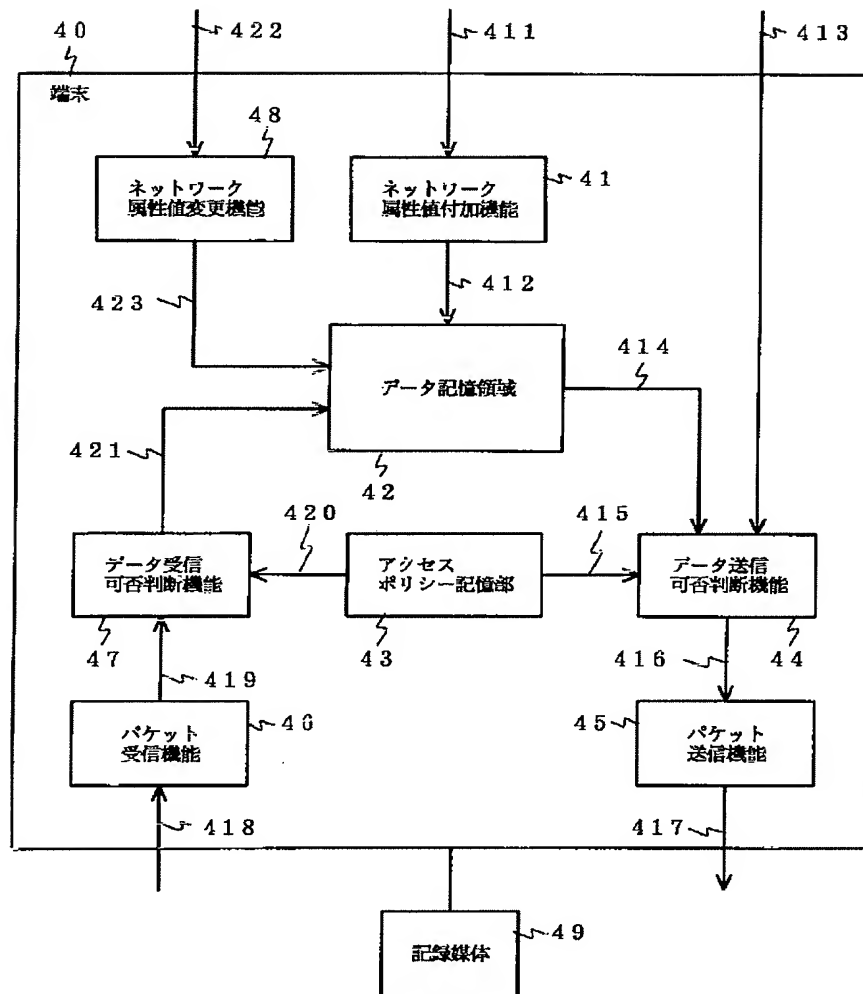 40
422
411
413
端末
48
ネットワーク
属性値変更機能
ネットワーク
属性値付加機能
41
423
412
データ記憶領域
414
421
42
420
415
データ受信
可否判断機能
アクセス
ポリシー記憶部
データ送信
可否判断機能
47
419
43
416
44
パケット
受信機能
46
45
パケット
送信機能
418
417
記録媒体
49